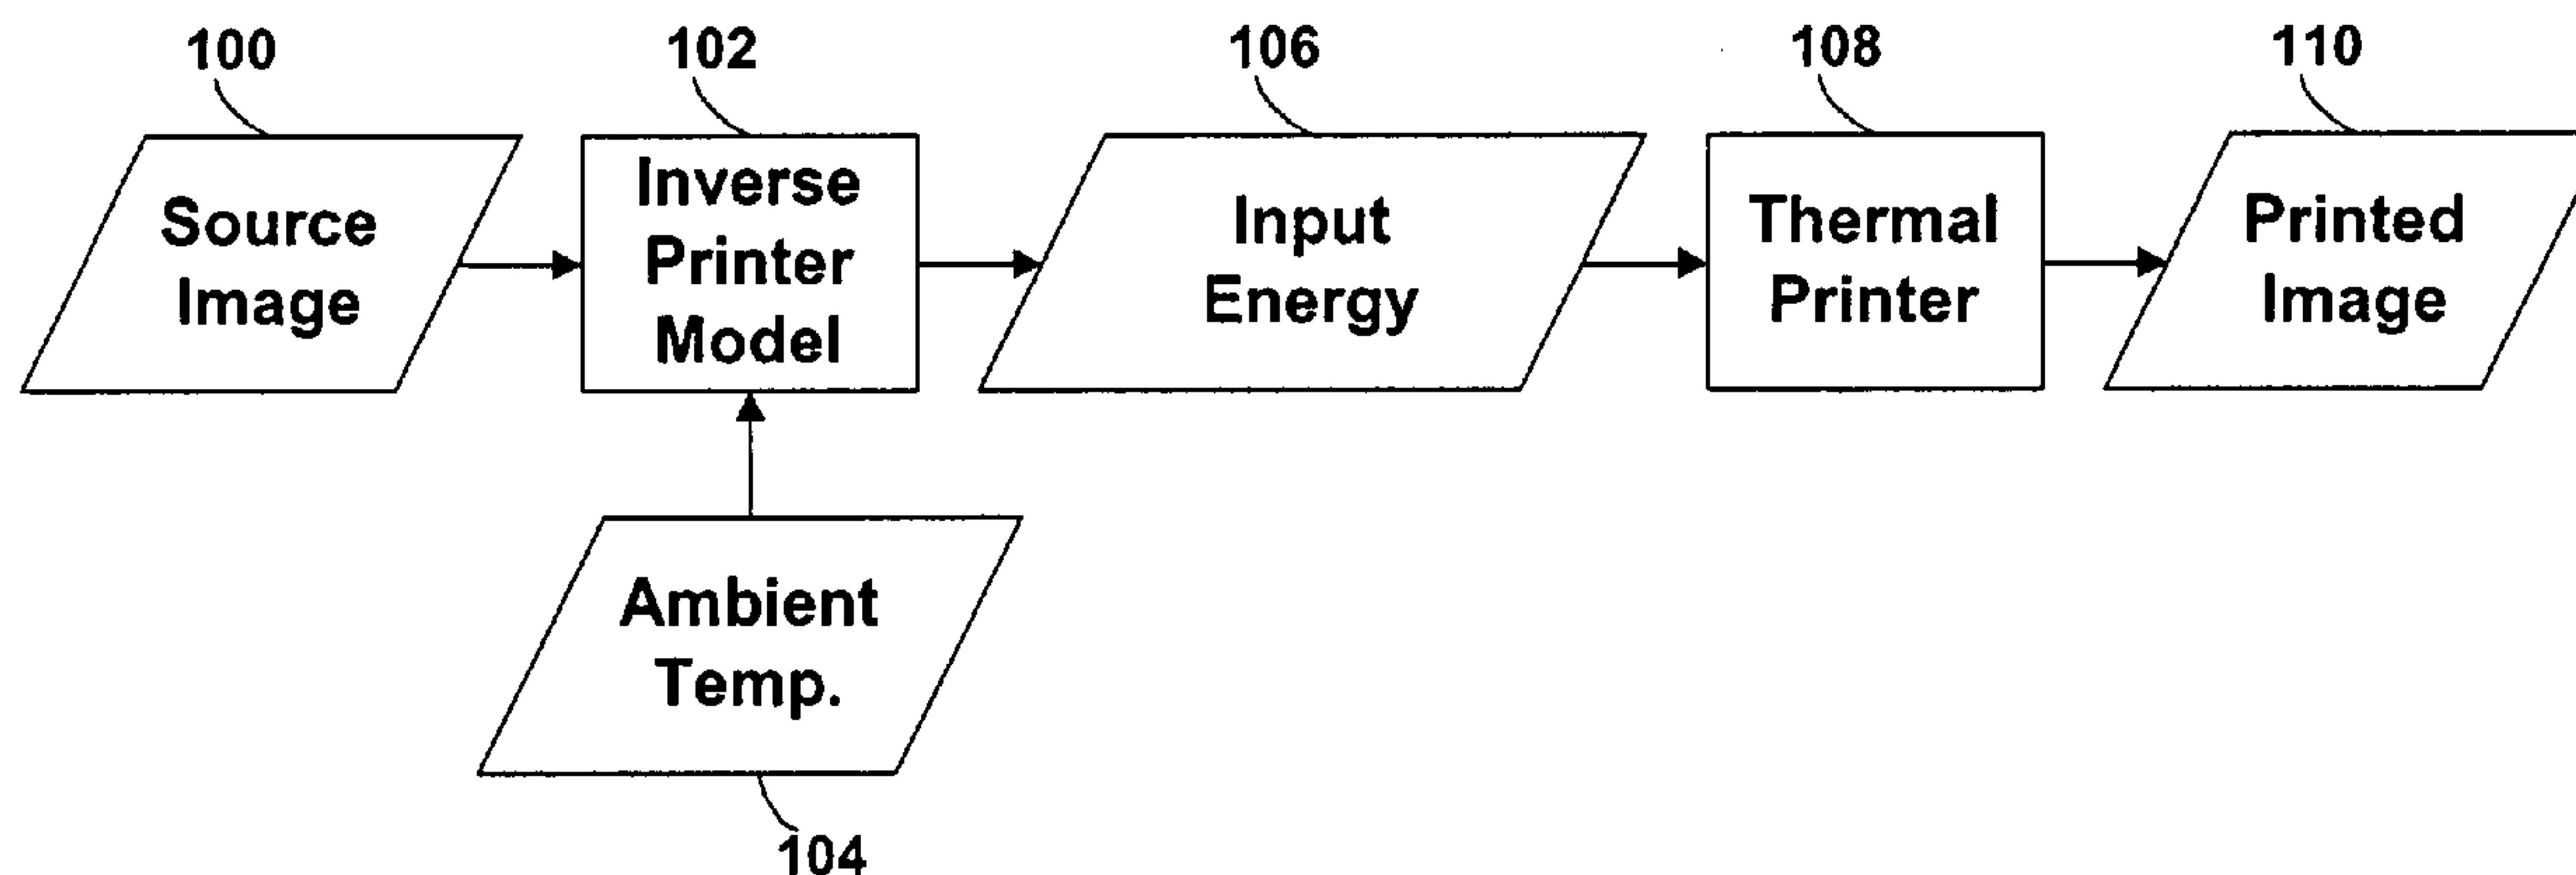 100
102
106
108
110
Source
Image
Inverse
Printer
Model
Input
Energy
Thermal
Printer
Printed
Image
Ambient
Temp.
104